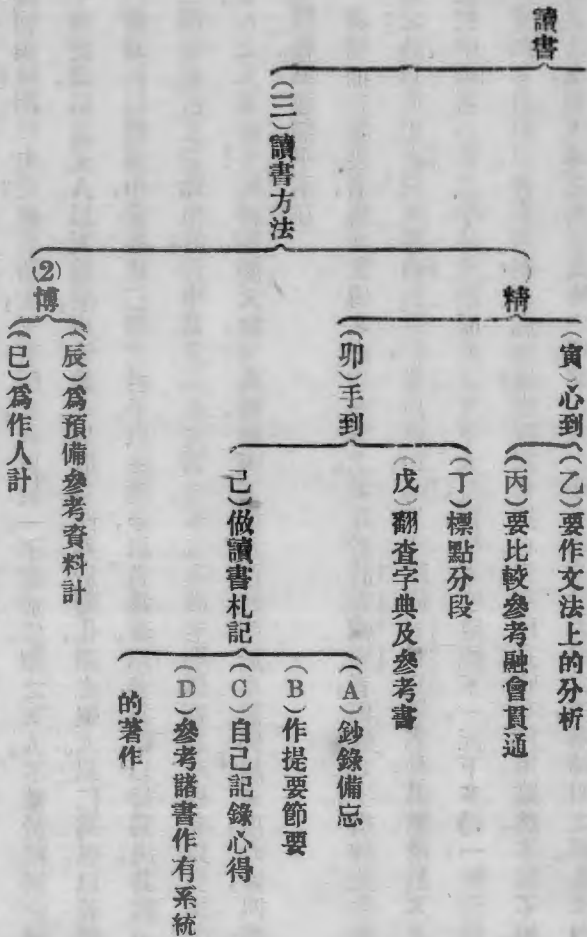 讀書
(三)讀書方法
精
(寅)心到
(乙)要作文法上的分析
(丙)要比較參考融會貫通
(卯)手到
(丁)標點分段
(戊)翻查字典及參考書
己)做讀書札記
(A)鈔錄備忘
(B)作提要節要
(C)自己記錄心得
(D)參考諸書作有系統
的著作
(2)博
(辰)爲預備參考資料計
(巳)爲作人計